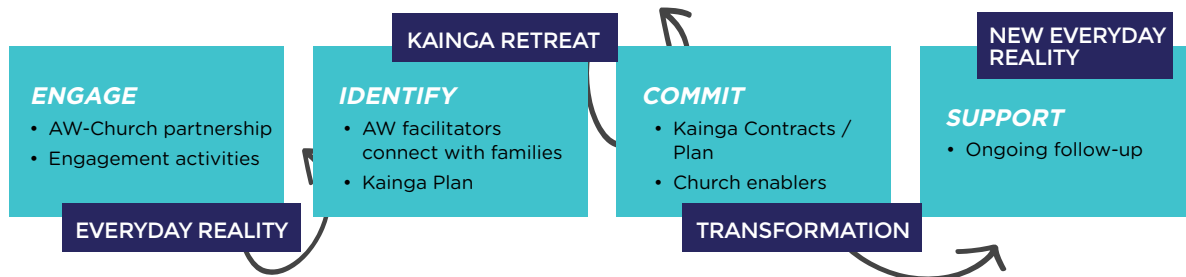 ENGAGE
• AW-Church partnership
• Engagement activities
EVERYDAY REALITY
KAINGA RETREAT
IDENTIFY
• AW facilitators
connect with families
• Kainga Plan
COMMIT
• Kainga Contracts /
Plan
• Church enablers
TRANSFORMATION
NEW EVERYDAY
REALITY
SUPPORT
• Ongoing follow-up